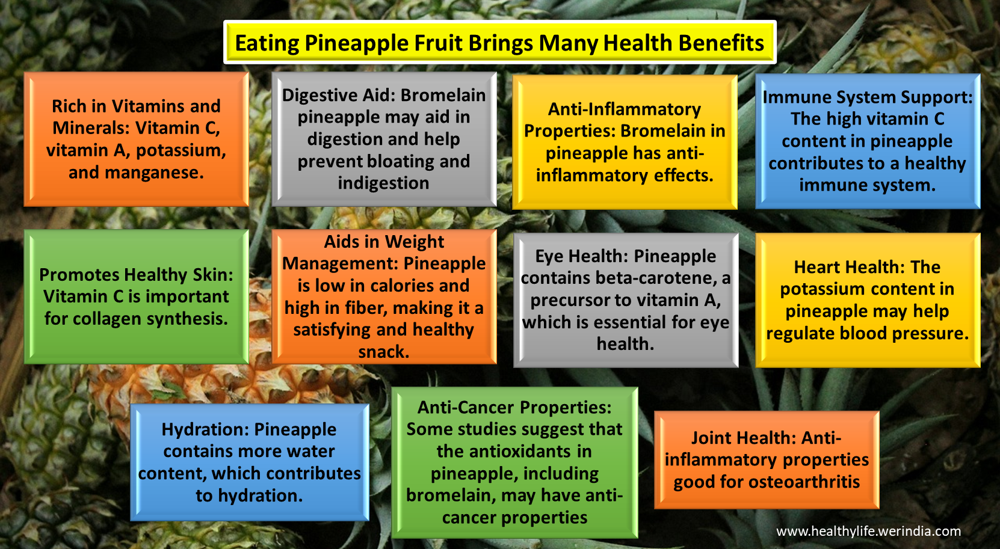 Eating Pineapple Fruit Brings Many Health Benefits
Rich in Vitamins and
Minerals: Vitamin C,
vitamin A, potassium,
and manganese.
Digestive Aid: Bromelain
pineapple may aid in
digestion and help
prevent bloating and
indigestion
Anti-Inflammatory
Properties: Bromelain in
pineapple has anti-
inflammatory effects.
Immune System Support:
The high vitamin C
content in pineapple
contributes to a healthy
immune system.
Promotes Healthy Skin:
Vitamin C is important
for collagen synthesis.
Aids in Weight
Management: Pineapple
is low in calories and
high in fiber, making it a
satisfying and healthy
snack.
Eye Health: Pineapple
contains beta-carotene, a
precursor to vitamin A,
which is essential for eye
health.
Heart Health: The
potassium content in
pineapple may help
regulate blood pressure.
Hydration: Pineapple
contains more water
content, which contributes
to hydration.
Anti-Cancer Properties:
Some studies suggest that
the antioxidants in
pineapple, including
bromelain, may have anti-
cancer properties
Joint Health: Anti-
inflammatory properties
good for osteoarthritis
www.healthylife.werindia.com